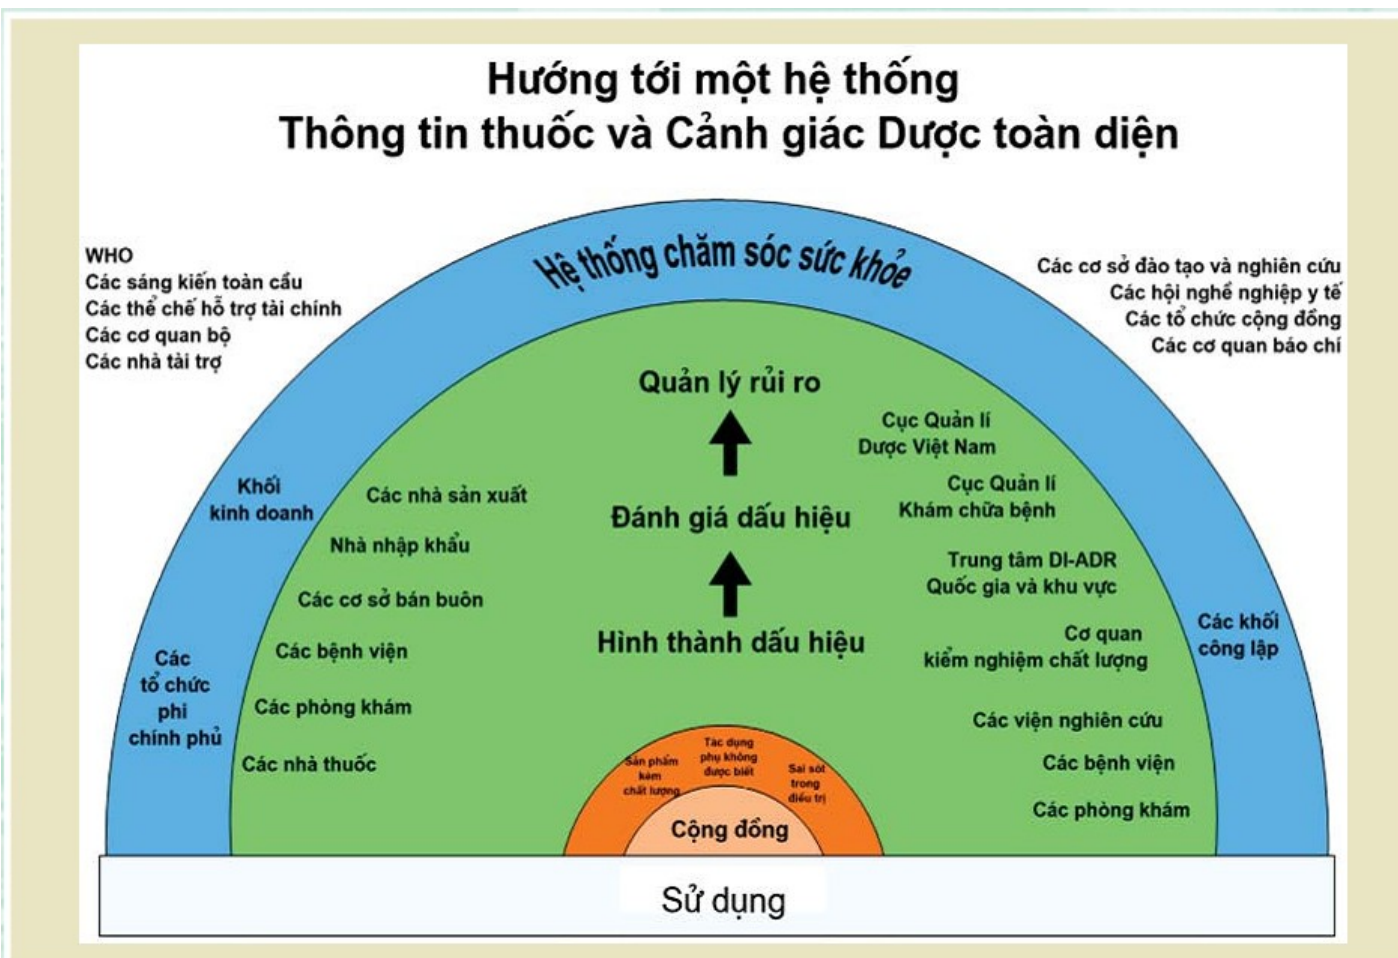 Hướng tới một hệ thống
Thông tin thuốc và Cảnh giác Dược toàn diện
WHO
Các sáng kiến toàn cầu
Các thể chế hỗ trợ tài chính
Các cơ quan bộ
Các nhà tài trợ
Các cơ sở đào tạo và nghiên cứu
Các hội nghề nghiệp y tế
Các tổ chức cộng đồng
Các cơ quan báo chí
Hệ thống chăm sóc sức khỏe
Khối
kinh doanh
Các
tổ chức
phi
chính phủ
Các nhà sản xuất
Nhà nhập khẩu
Các cơ sở bán buôn
Các bệnh viện
Các phòng khám
Các nhà thuốc
Quản lý rủi ro
Đánh giá dấu hiệu
Hình thành dấu hiệu
Cục Quản lí
Dược Việt Nam
Cục Quản lí
Khám chữa bệnh
Trung tâm DI-ADR
Quốc gia và khu vực
Cơ quan
kiểm nghiệm chất lượng
Các viện nghiên cứu
Các bệnh viện
Các phòng khám
Các khối
công lập
Sản phẩm
kém
chất lượng
Tác dụng
phụ không
được biết
Sai sót
trong
điều trị
Cộng đồng
Sử dụng